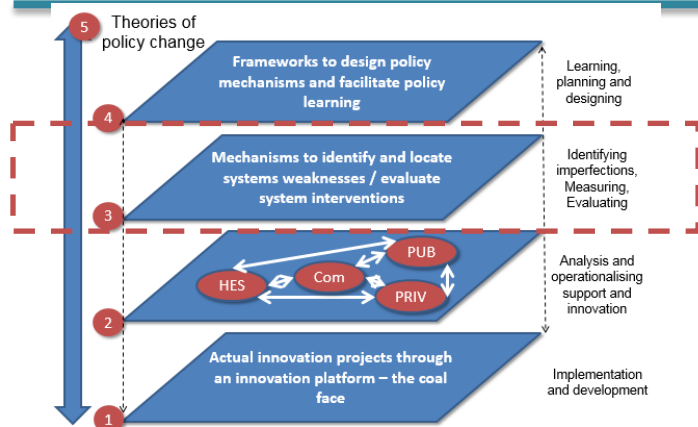 5
Theories of
policy change
Frameworks to design policy
mechanisms and facilitate policy
learning
Learning,
planning and
designing
4
Mechanisms to identify and locate
systems weaknesses / evaluate
system interventions
Identifying
imperfections,
Measuring,
Evaluating
3
PUB
HES
Com
PRIV
Analysis and
operationalising
support and
innovation
2
Actual innovation projects through
an innovation platform – the coal
face
Implementation
and development
1